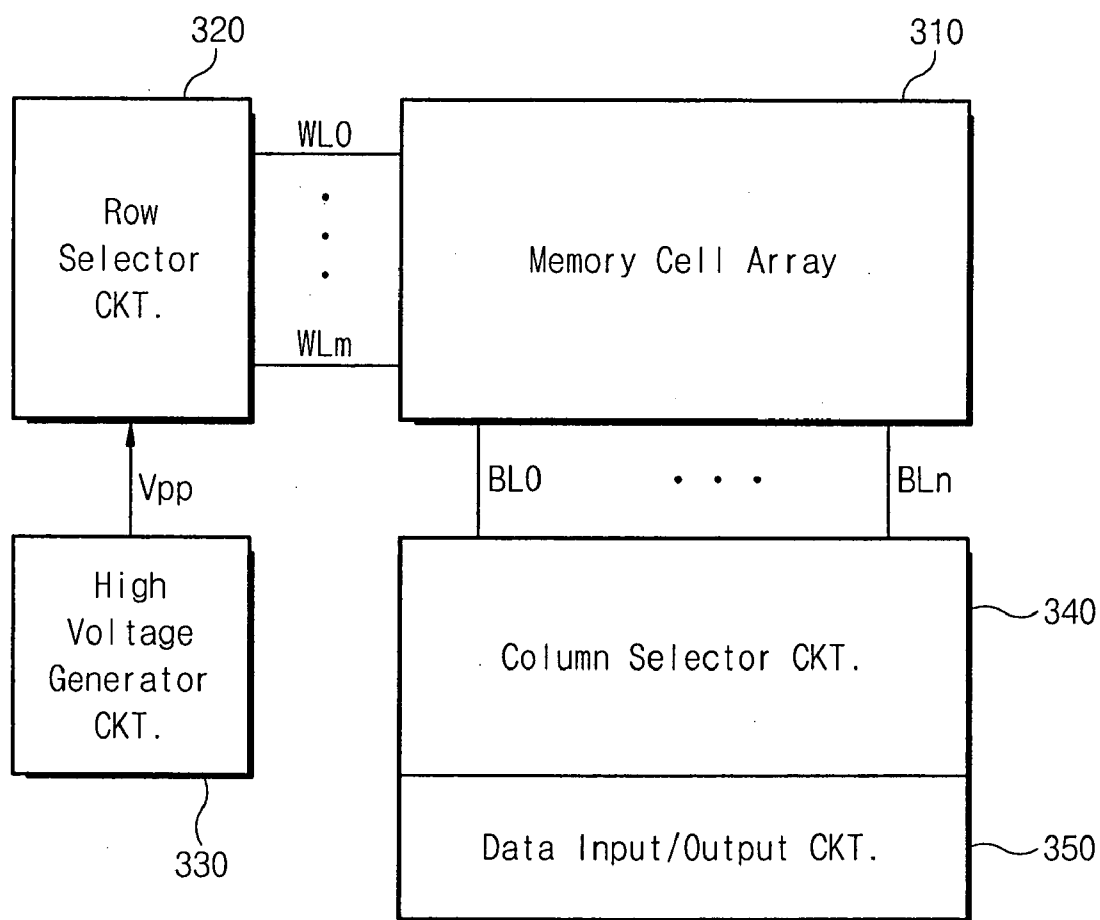 320
310
Row
Selector
CKT.
WL0
WLm
Memory Cell Array
Vpp
BL0
BLn
High
Voltage
Generator
CKT.
330
Column Selector CKT.
340
Data Input/Output CKT.
350